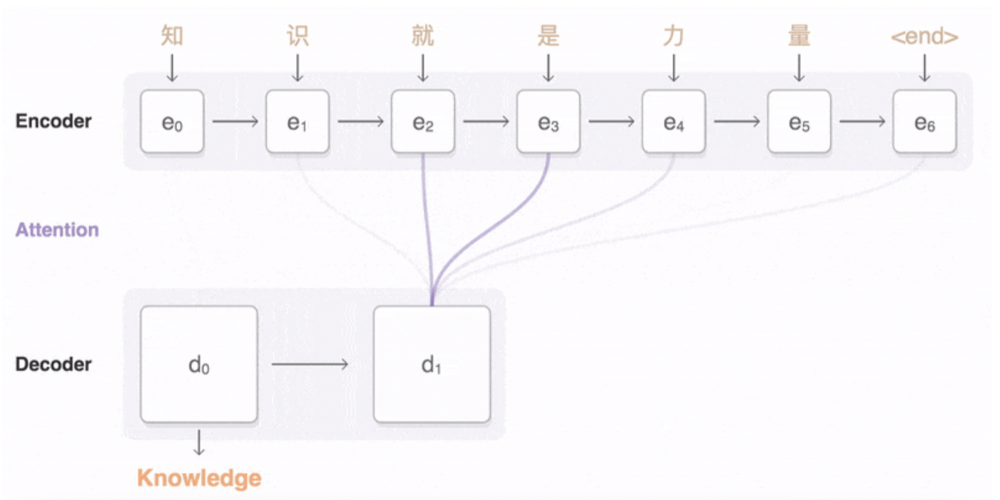 知 识 就 是 力 量 <end>
Encoder e₀ e₁ e₂ e₃ e₄ e₅ e₆
Attention
Decoder d₀ d₁
Knowledge